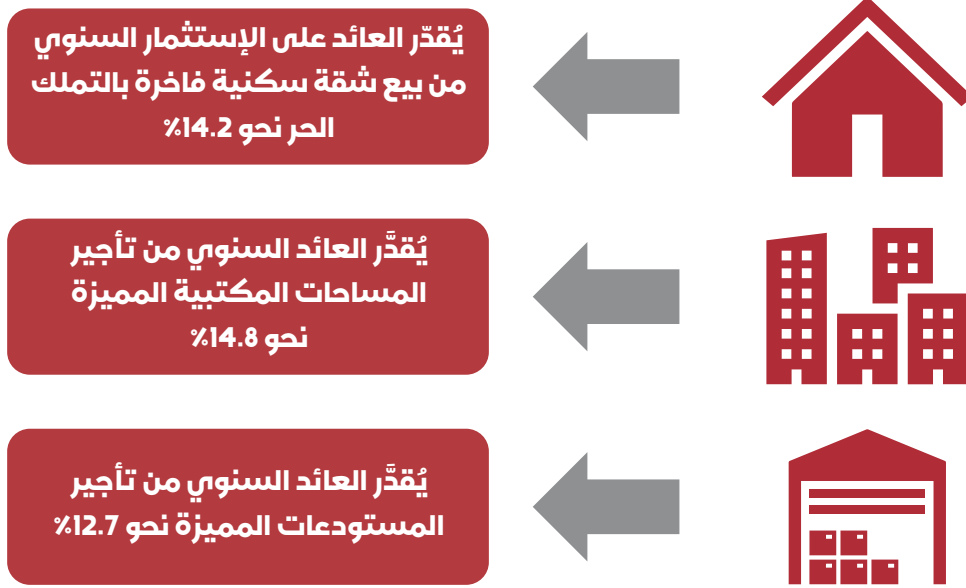 يُقدّر العائد على الإستثمار السنوي
من بيع شقة سكنية فاخرة بالتملك
الحر نحو 14.2%
يُقدَّر العائد السنوي من تأجير
المساحات المكتبية المميزة
نحو 14.8%
يُقدَّر العائد السنوي من تأجير
المستودعات المميزة نحو 12.7%